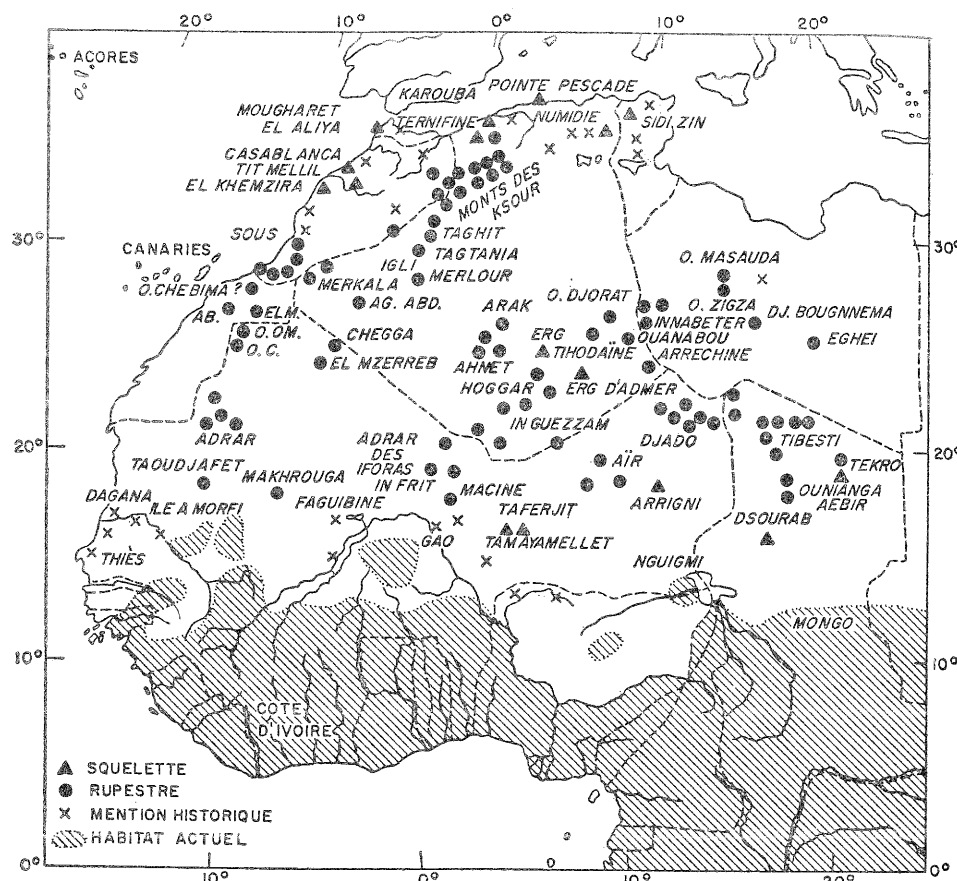 20° 10° 0° 10° 20°
AÇORES
POINTE PESCADE
KAROUBA
MOUGHARET
EL ALIYA
TERNIFINE
NUMIDIE
SIDI ZIN
CASABLANCA
TIT MELLIL
EL KHEMZIRA
MONTS DES
KSOUR
30°
30°
SOUS
TAGHIT
CANARIES
TAGTANIA
O. MASAUDA
IGLI
MERLOUR
O. CHEBIMA ?
MERKALA
O. DJORAT
O. ZIGZA
AB.
ELM.
AG. ABD.
ARAK
INNABETER
DJ. BOUGNNEMA
O. OM.
CHEGGA
ERG
TIHODAÏNE
OUANABOU
EGHEI
O. C.
EL MZERREB
AHNET
ARRECHINE
HOGGAR
ERG D'ADMER
IN GUEZZAM
20°
20°
ADRAR
ADRAR
DES
IFORAS
DJADO
TIBESTI
TAOUDJAFET
IN FRIT
AÏR
TEKRO
MAKHROUGA
MACINE
OUNIANGA
DAGANA
ILE A MORFI
FAGUIBINE
TAFERJIT
ARRIGNI
AEBIR
GAO
TAMAYAMELLET
DSOURAB
THIÈS
NGUIGMI
MONGO
10°
10°
COTE
D'IVOIRE
SQUELETTE
RUPESTRE
MENTION HISTORIQUE
HABITAT ACTUEL
0°
0°
10° 0° 0 10° 20°